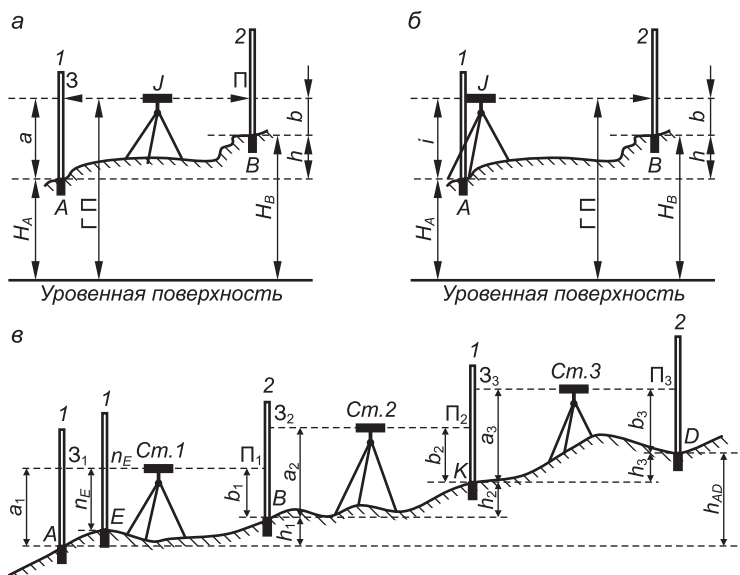 а
б
1
2
З
J
П
a
b
h
A
B
H_A
ГП
H_B
Уровенная поверхность
1
2
J
i
b
h
A
B
H_A
ГП
H_B
Уровенная поверхность
в
1
1
2
1
2
З₁
n_E
Ст.1
П₁
З₂
Ст.2
П₂
З₃
Ст.3
П₃
a₁
n_E
b₁
a₂
b₂
a₃
b₃
A
E
B
K
D
h₁
h₂
h₃
h_AD